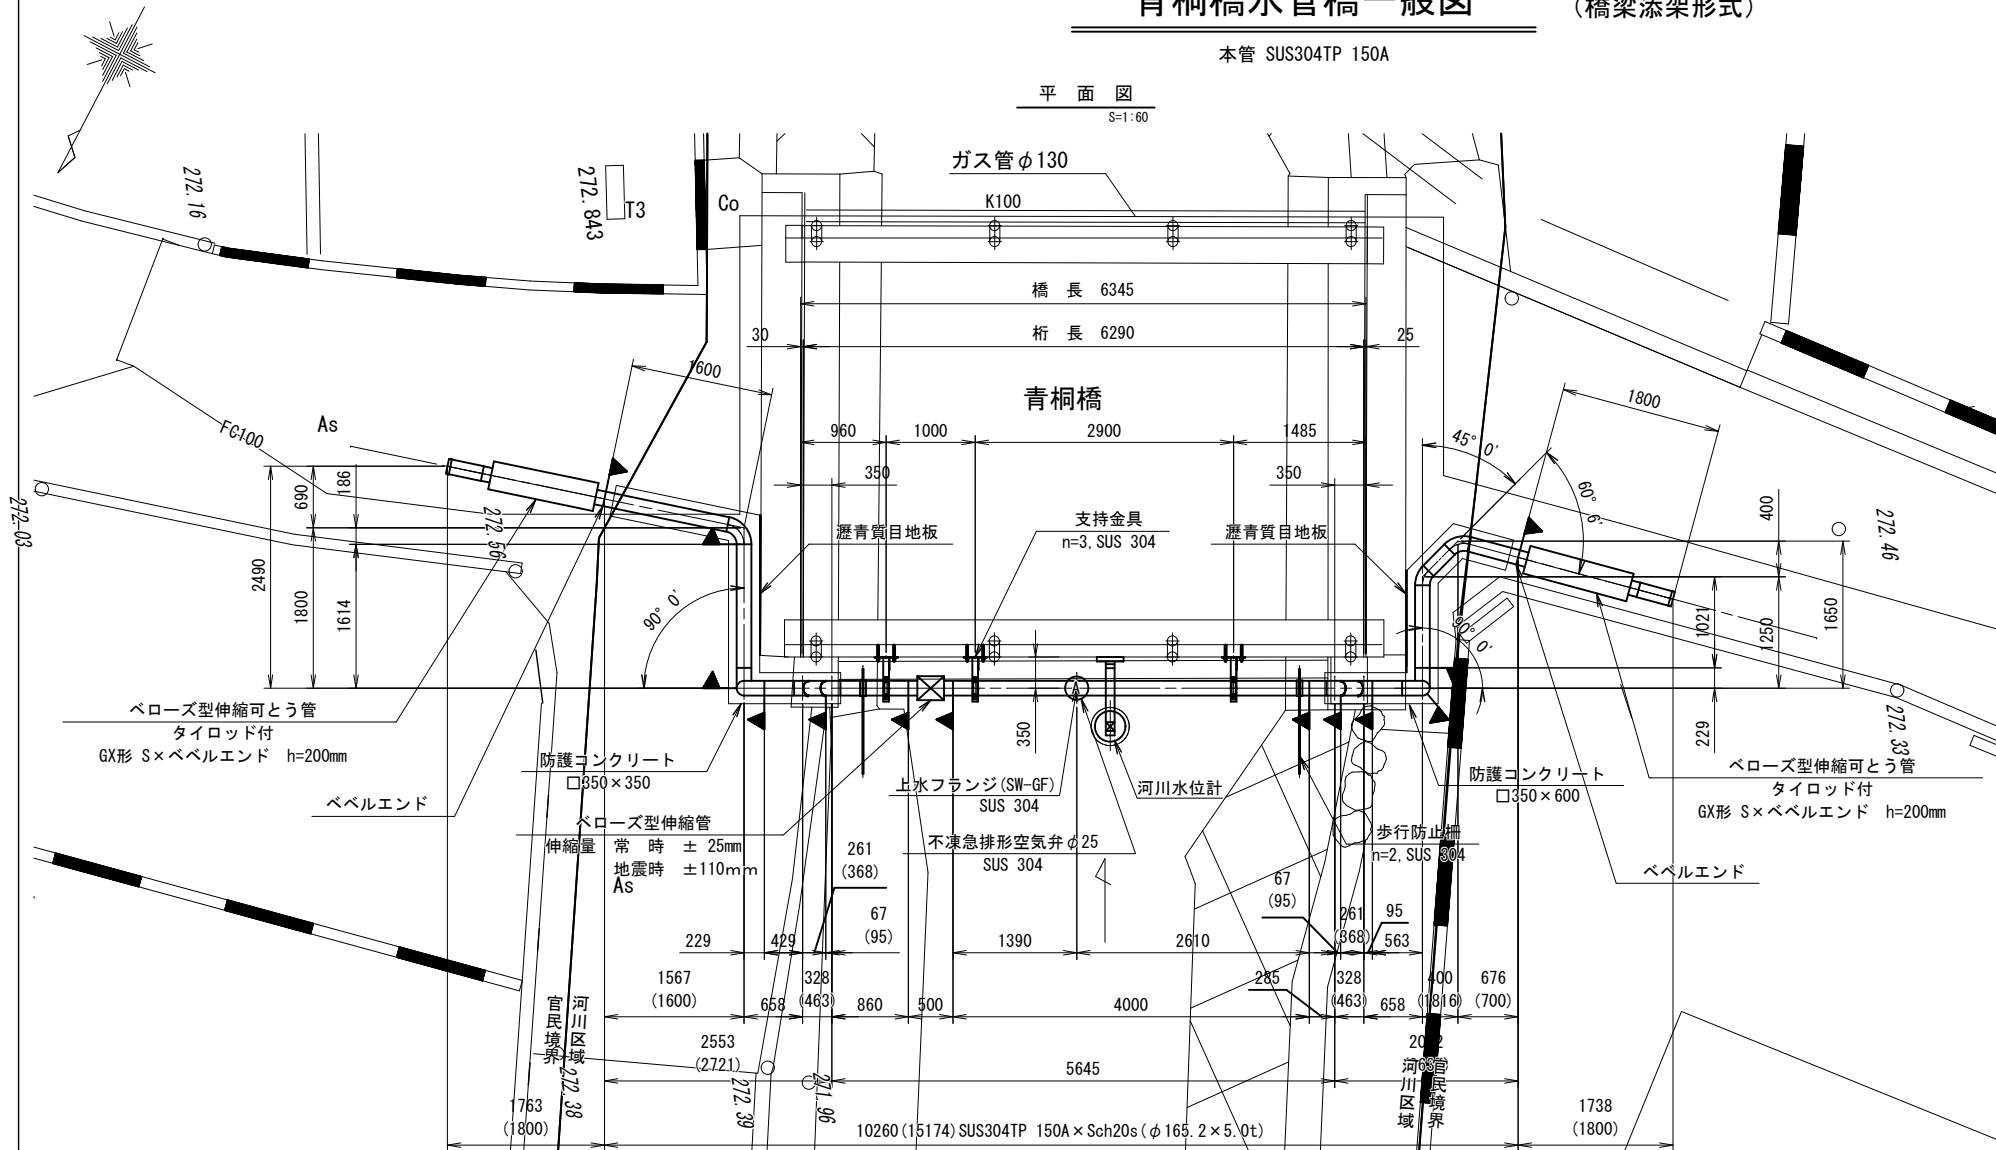 青桐橋水管橋一般図
(橋梁添架形式)
本管 SUS304TP 150A
平 面 図
S=1:60
ガス管φ130
K100
272.16
272.843
T3
Co
橋 長 6345
30
桁 長 6290
25
1600
青桐橋
1800
As
FC100
960
1000
2900
1485
45° 0'
350
350
60° 6'
690
186
400
272.03
272.56
272.46
瀝青質目地板
支持金具
n=3, SUS 304
瀝青質目地板
2490
1800
1614
90° 0'
90° 0'
1021
1250
1650
229
272.33
350
ベローズ型伸縮可とう管
タイロッド付
GX形 S×ベベルエンド h=200mm
ベベルエンド
防護コンクリート
□350×350
上水フランジ(SW-GF)
SUS 304
河川水位計
防護コンクリート
□350×600
ベローズ型伸縮可とう管
タイロッド付
GX形 S×ベベルエンド h=200mm
ベローズ型伸縮管
伸縮量 常 時 ± 25mm
地震時 ±110mm
As
不凍急排形空気弁φ25
SUS 304
歩行防止柵
n=2, SUS 304
ベベルエンド
261
(368)
67
(95)
67
(95)
261
(368)
95
229
429
1390
2610
563
1567
(1600)
658
328
(463)
860
500
4000
285
328
(463)
658
400
(1816)
676
(700)
官民境界
河川区域
2553
(2721)
5645
河川区域
官民境界
272.38
272.39
271.96
1763
(1800)
10260(15174)SUS304TP 150A×Sch20s(φ165.2×5.0t)
1738
(1800)